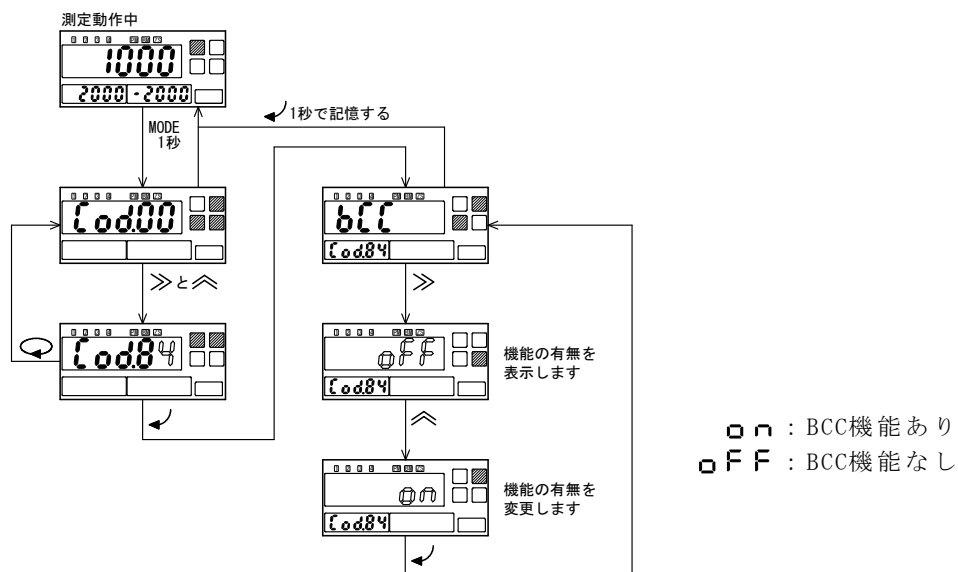 測定動作中
1000
2000 -2000
MODE
1秒
1秒で記憶する
Cod.00
≫と︽
Cod.84
bCC
Cod.84
≫
oFF
Cod.84
機能の有無を
表示します
︽
on
Cod.84
機能の有無を
変更します
on : BCC機能あり
oFF : BCC機能なし